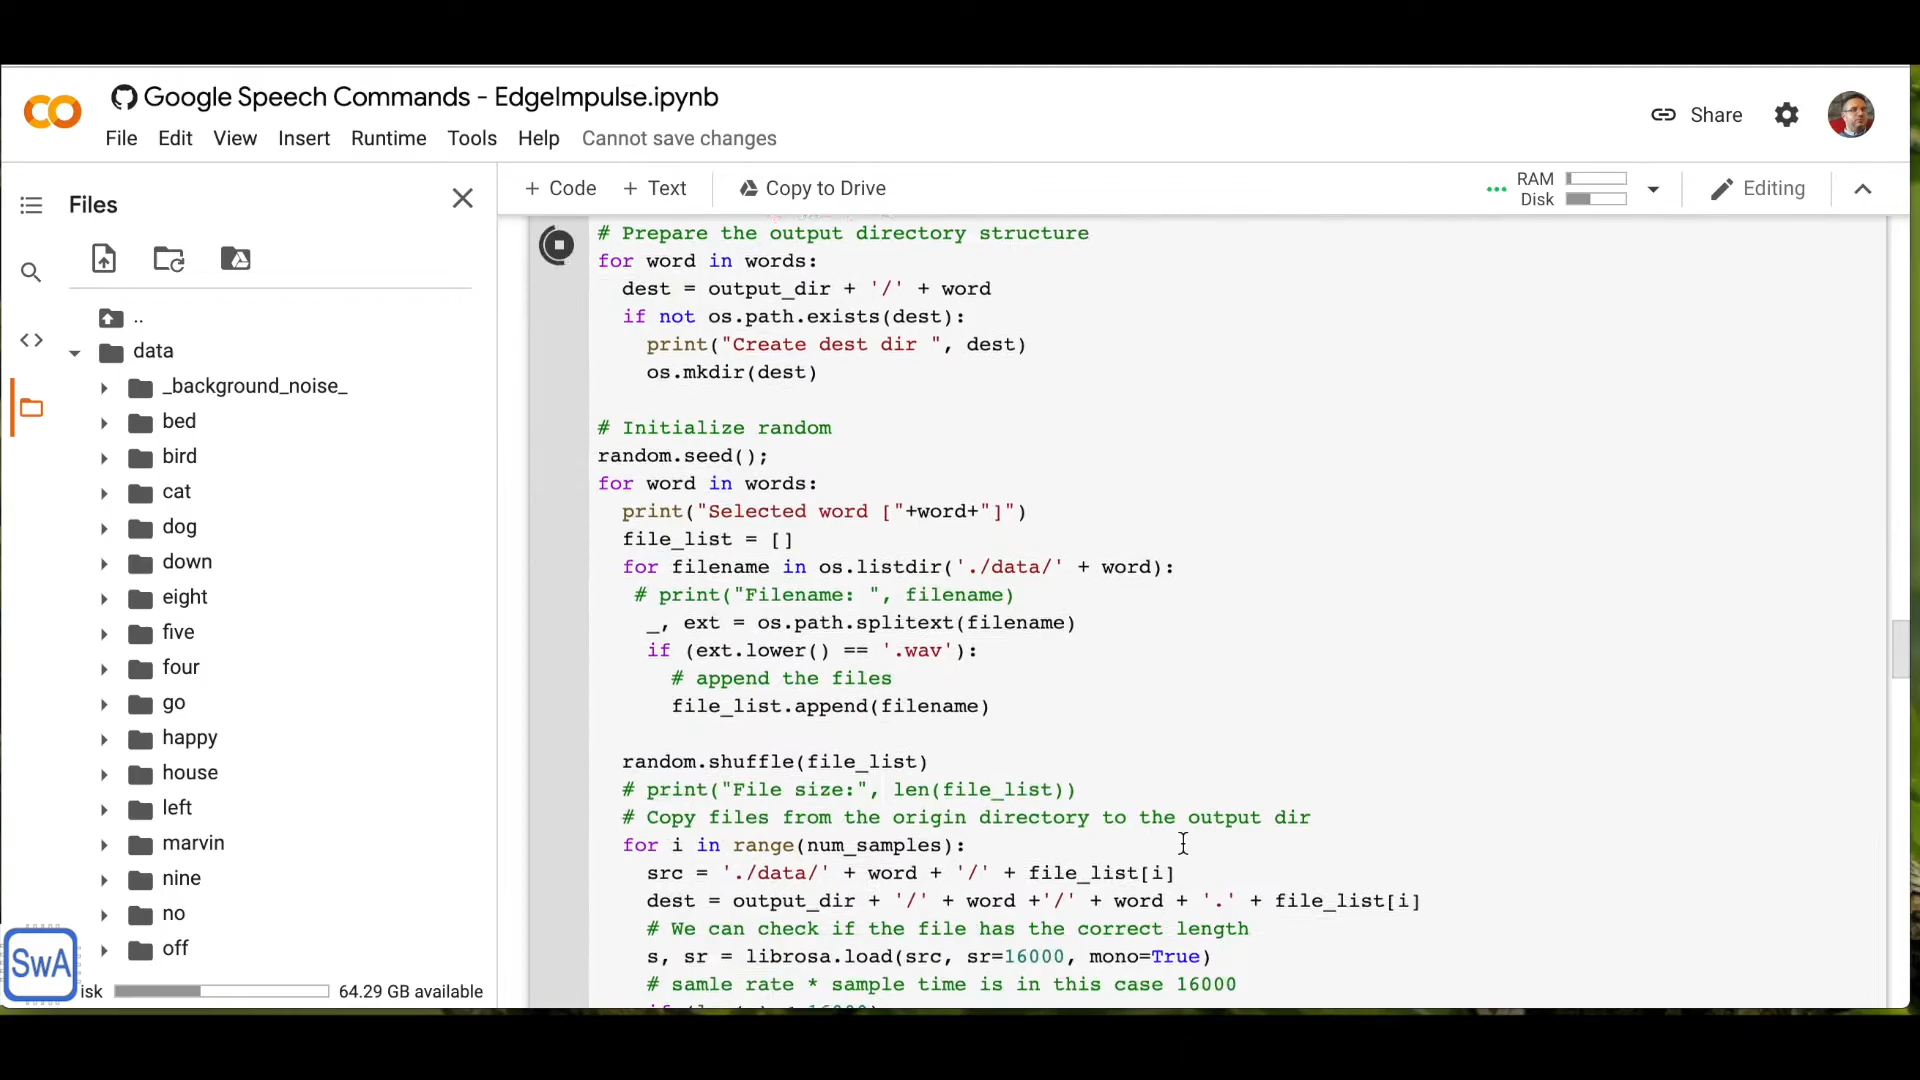 Google Speech Commands - EdgeImpulse.ipynb
File Edit View Insert Runtime Tools Help Cannot save changes
Share
Files
+ Code + Text Copy to Drive
RAM
Disk
Editing
..
data
_background_noise_
bed
bird
cat
dog
down
eight
five
four
go
happy
house
left
marvin
nine
no
off
isk 64.29 GB available
SwA
# Prepare the output directory structure
for word in words:
  dest = output_dir + '/' + word
  if not os.path.exists(dest):
    print("Create dest dir ", dest)
    os.mkdir(dest)
# Initialize random
random.seed();
for word in words:
  print("Selected word ["+word+"]")
  file_list = []
  for filename in os.listdir('./data/' + word):
   # print("Filename: ", filename)
    _, ext = os.path.splitext(filename)
    if (ext.lower() == '.wav'):
      # append the files
      file_list.append(filename)
  random.shuffle(file_list)
  # print("File size:", len(file_list))
  # Copy files from the origin directory to the output dir
  for i in range(num_samples):
    src = './data/' + word + '/' + file_list[i]
    dest = output_dir + '/' + word +'/' + word + '.' + file_list[i]
    # We can check if the file has the correct length
    s, sr = librosa.load(src, sr=16000, mono=True)
    # samle rate * sample time is in this case 16000